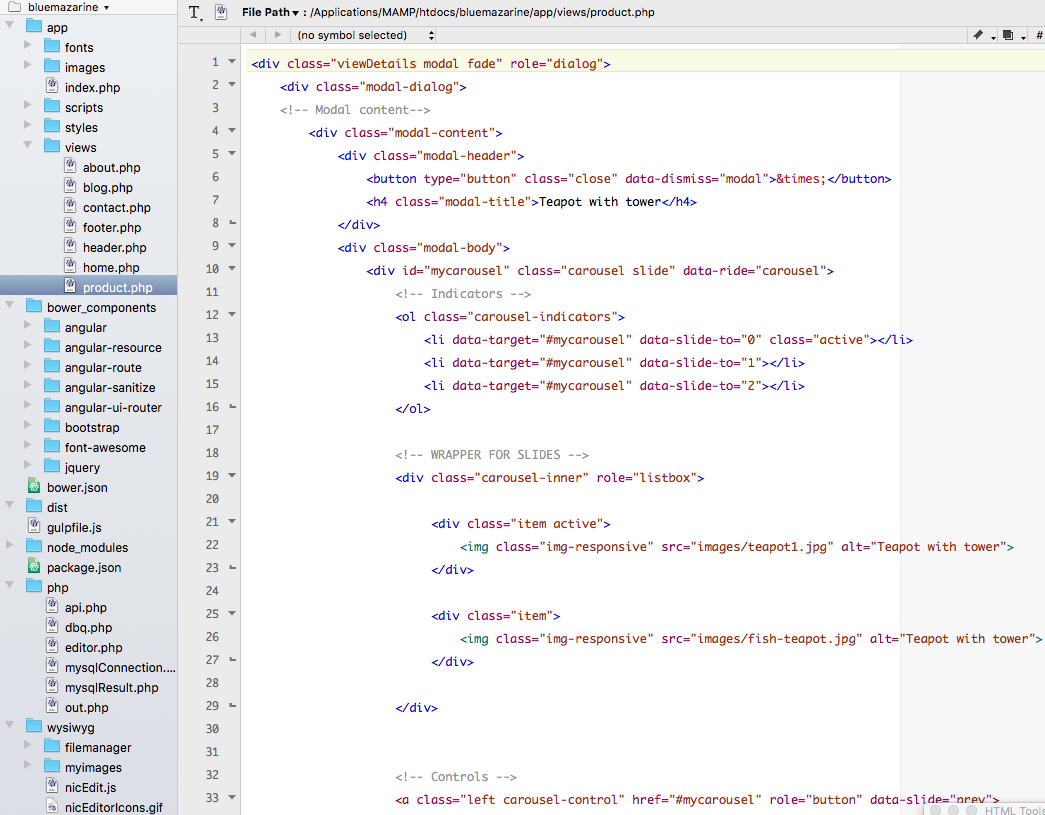 bluemazarine
app
fonts
images
index.php
scripts
styles
views
about.php
blog.php
contact.php
footer.php
header.php
home.php
product.php
bower_components
angular
angular-resource
angular-route
angular-sanitize
angular-ui-router
bootstrap
font-awesome
jquery
bower.json
dist
gulpfile.js
node_modules
package.json
php
api.php
dbq.php
editor.php
mysqlConnection....
mysqlResult.php
out.php
wysiwyg
filemanager
myimages
nicEdit.js
nicEditorIcons.gif
T. File Path ▾ : /Applications/MAMP/htdocs/bluemazarine/app/views/product.php
(no symbol selected) #
1 <div class="viewDetails modal fade" role="dialog">
2 <div class="modal-dialog">
3 <!-- Modal content-->
4 <div class="modal-content">
5 <div class="modal-header">
6 <button type="button" class="close" data-dismiss="modal">&times;</button>
7 <h4 class="modal-title">Teapot with tower</h4>
8 </div>
9 <div class="modal-body">
10 <div id="mycarousel" class="carousel slide" data-ride="carousel">
11 <!-- Indicators -->
12 <ol class="carousel-indicators">
13 <li data-target="#mycarousel" data-slide-to="0" class="active"></li>
14 <li data-target="#mycarousel" data-slide-to="1"></li>
15 <li data-target="#mycarousel" data-slide-to="2"></li>
16 </ol>
17
18 <!-- WRAPPER FOR SLIDES -->
19 <div class="carousel-inner" role="listbox">
20
21 <div class="item active">
22 <img class="img-responsive" src="images/teapot1.jpg" alt="Teapot with tower">
23 </div>
24
25 <div class="item">
26 <img class="img-responsive" src="images/fish-teapot.jpg" alt="Teapot with tower">
27 </div>
28
29 </div>
30
31
32 <!-- Controls -->
33 <a class="left carousel-control" href="#mycarousel" role="button" data-slide="prev">
HTML Tools